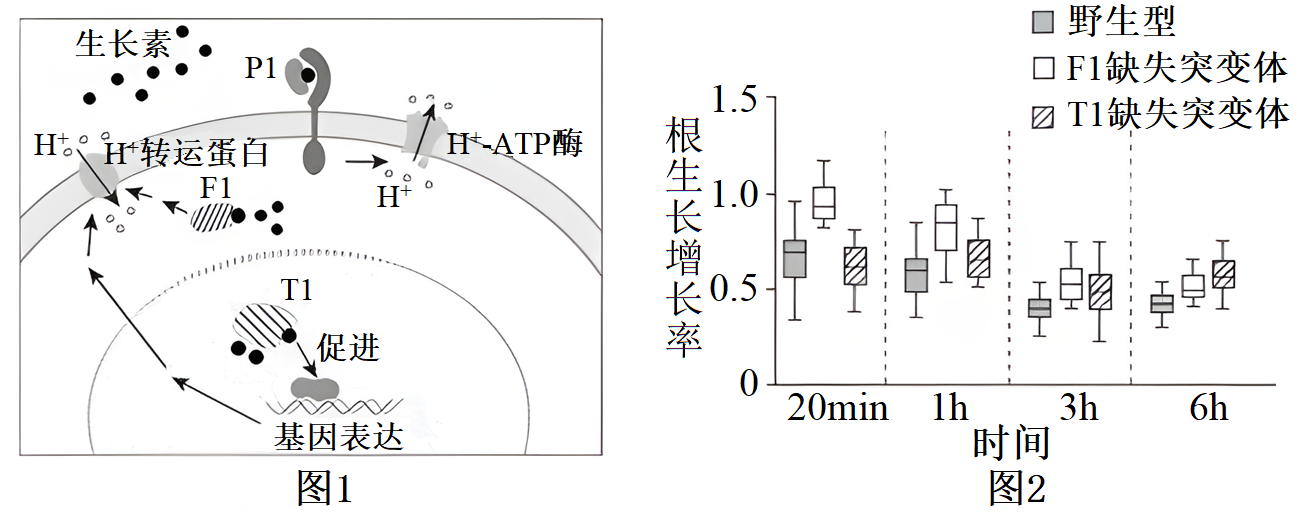 生长素
P1
H⁺
H⁺转运蛋白
H⁺-ATP酶
F1
H⁺
T1
促进
基因表达
图1
野生型
F1缺失突变体
T1缺失突变体
根生长增长率
1.5
1.0
0.5
0
20min 1h 3h 6h
时间
图2